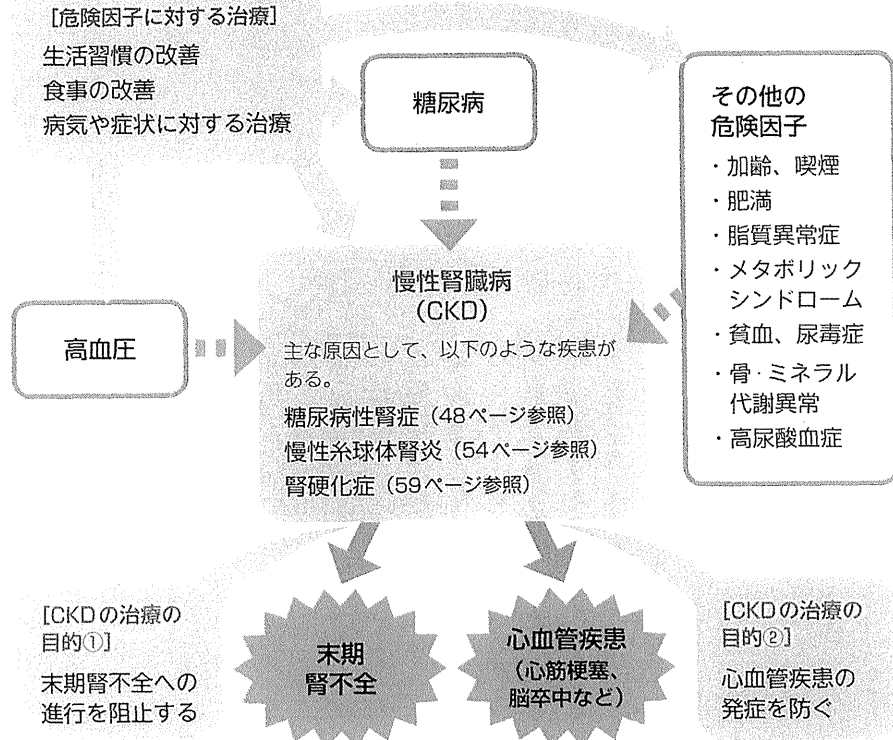 [危険因子に対する治療]
生活習慣の改善
食事の改善
病気や症状に対する治療
糖尿病
その他の
危険因子
・加齢、喫煙
・肥満
・脂質異常症
・メタボリック
シンドローム
・貧血、尿毒症
・骨·ミネラル
代謝異常
・高尿酸血症
高血圧
慢性腎臓病
(CKD)
主な原因として、以下のような疾患が
ある。
糖尿病性腎症（48ページ参照）
慢性糸球体腎炎（54ページ参照）
腎硬化症（59ページ参照）
[CKDの治療の
目的①]
末期腎不全への
進行を阻止する
末期
腎不全
心血管疾患
(心筋梗塞、
脳卒中など)
[CKDの治療の
目的②]
心血管疾患の
発症を防ぐ